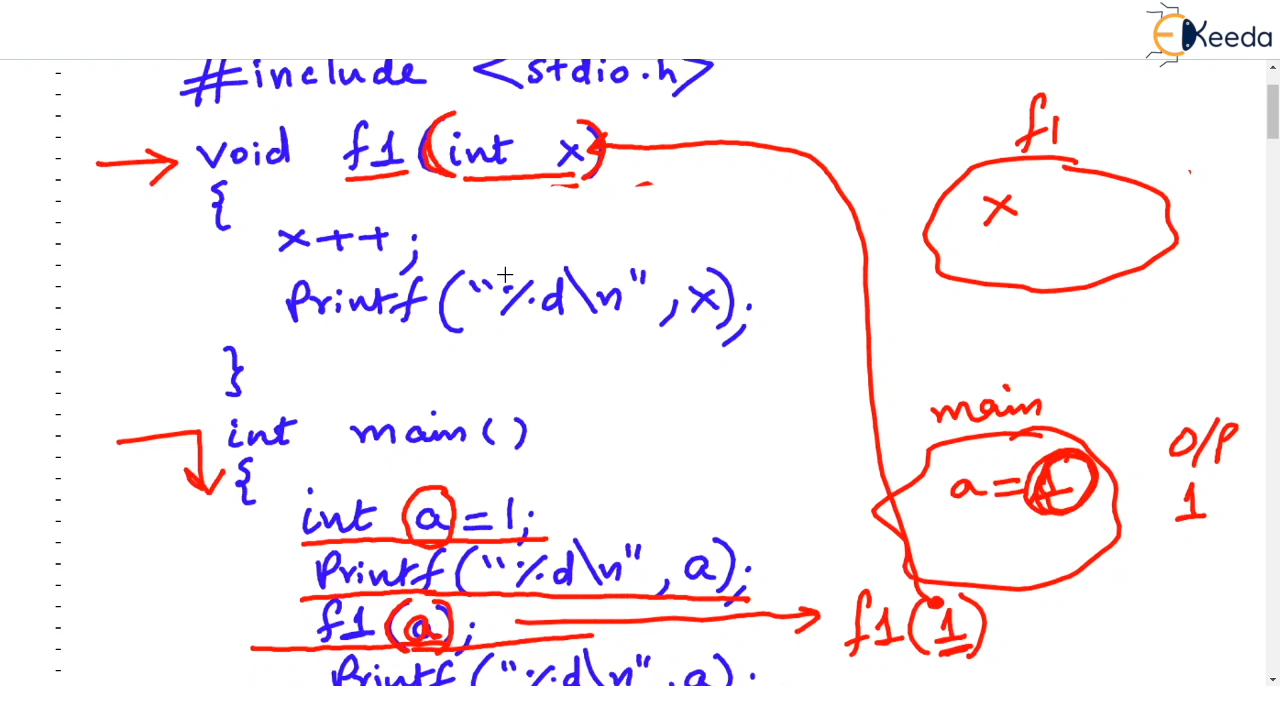 Keeda
#include <stdio.h>
void f1 (int x)
{
x++;
Printf("%d\n", x);
}
int main()
{
int a = 1;
Printf("%d\n", a);
f1(a);
Printf("%d\n", a);
f1
x
main
a = 1
f1(1)
O/P
1